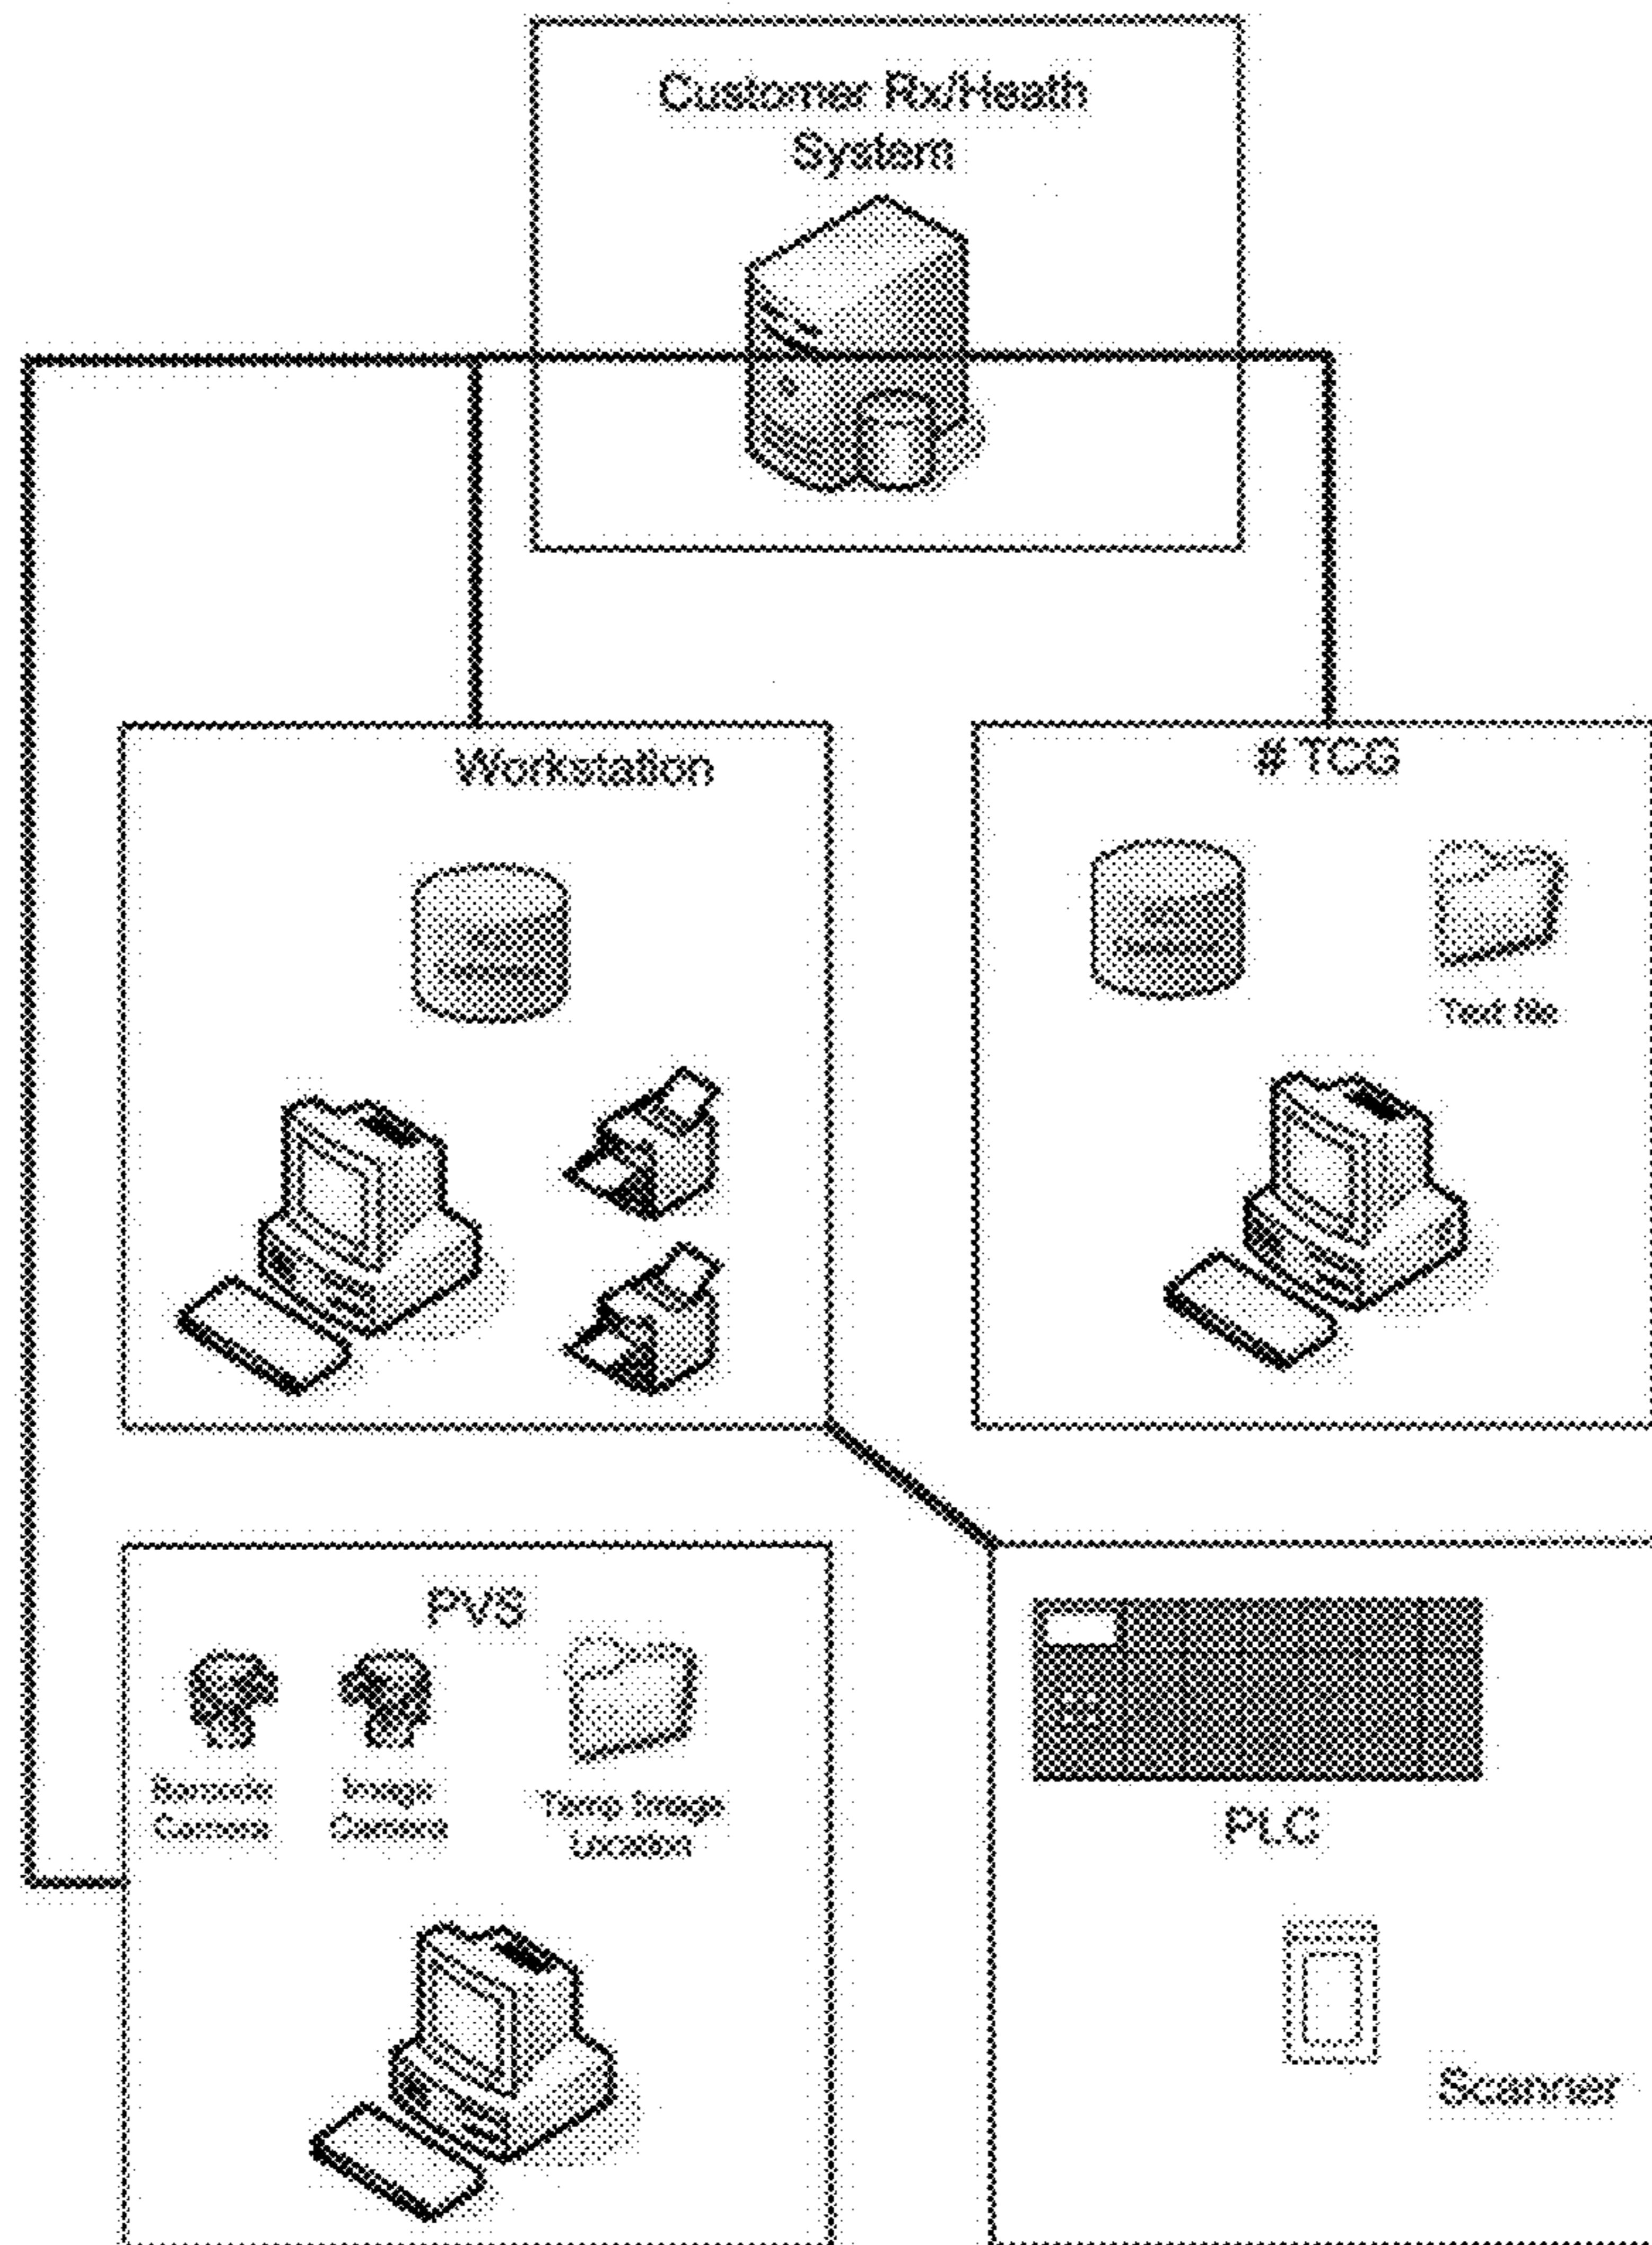 Customer Rx/Heath
System
Workstation
# TCG
Text file
PVS
Barcode
Camera
Image
Camera
Temp Image
Location
PLC
Scanner